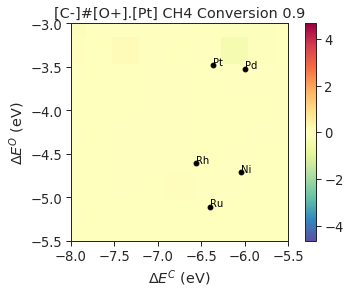 [C-]#[O+].[Pt] CH4 Conversion 0.9
−3.0
−3.5
−4.0
−4.5
−5.0
−5.5
ΔE^O (eV)
Pt
Pd
Rh
Ni
Ru
−8.0 −7.5 −7.0 −6.5 −6.0 −5.5
ΔE^C (eV)
4
2
0
−2
−4